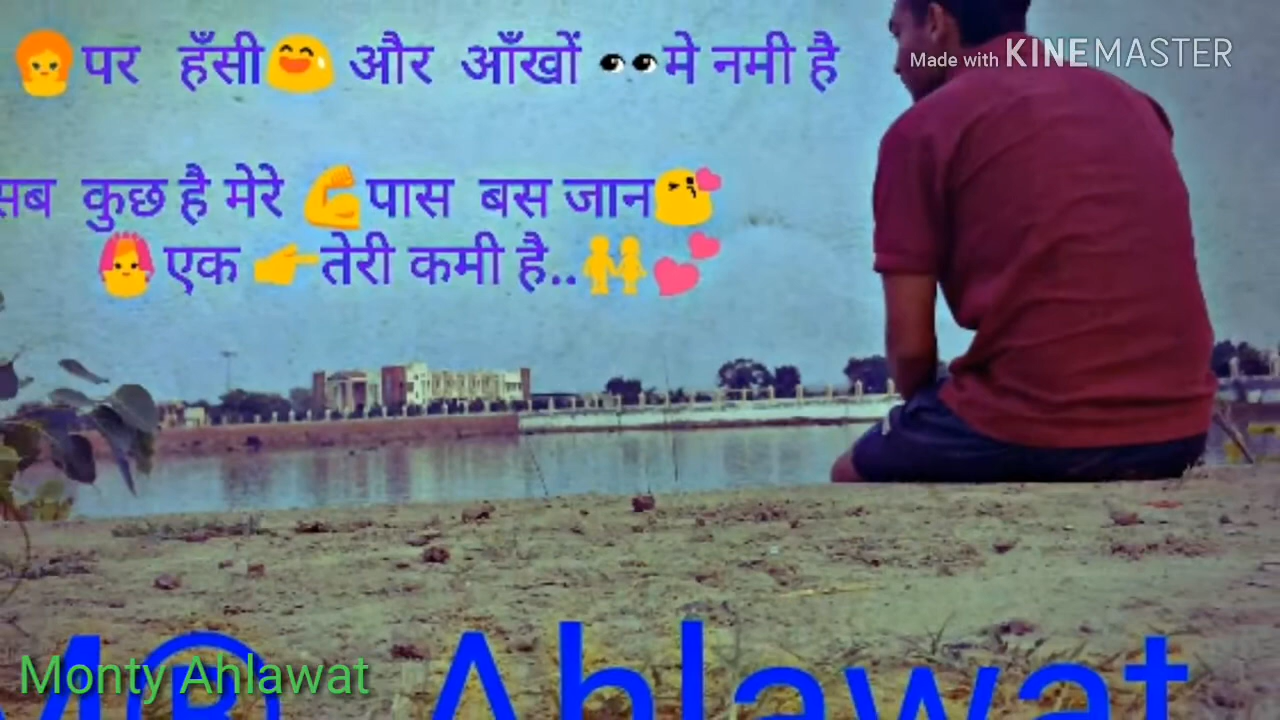 पर हँसी और आँखों मे नमी है
Made with KINEMASTER
सब कुछ है मेरे पास बस जान
एक तेरी कमी है..
Monty Ahlawat
M® Ahlawat